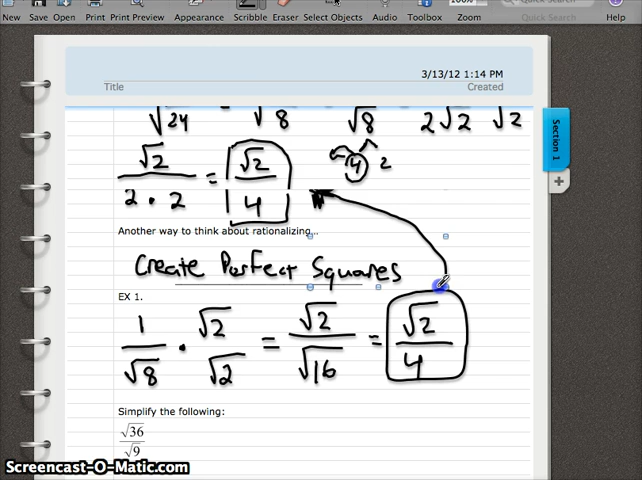 New Save Open Print Print Preview Appearance Scribble Eraser Select Objects Audio Toolbox Zoom Quick Search Help
3/13/12 1:14 PM
Title Created
√24 √8 √8 2√2 √2
√2 / 2 · 2 = √2 / 4
4 2
Another way to think about rationalizing...
Create Perfect Squares
EX 1.
1 / √8 · √2 / √2 = √2 / √16 = √2 / 4
Simplify the following:
√36 / √9
Section 1
Screencast-O-Matic.com